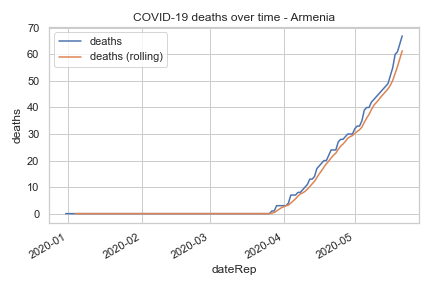 COVID-19 deaths over time - Armenia
deaths
deaths (rolling)
70
60
50
40
30
20
10
0
deaths
2020-01
2020-02
2020-03
2020-04
2020-05
dateRep